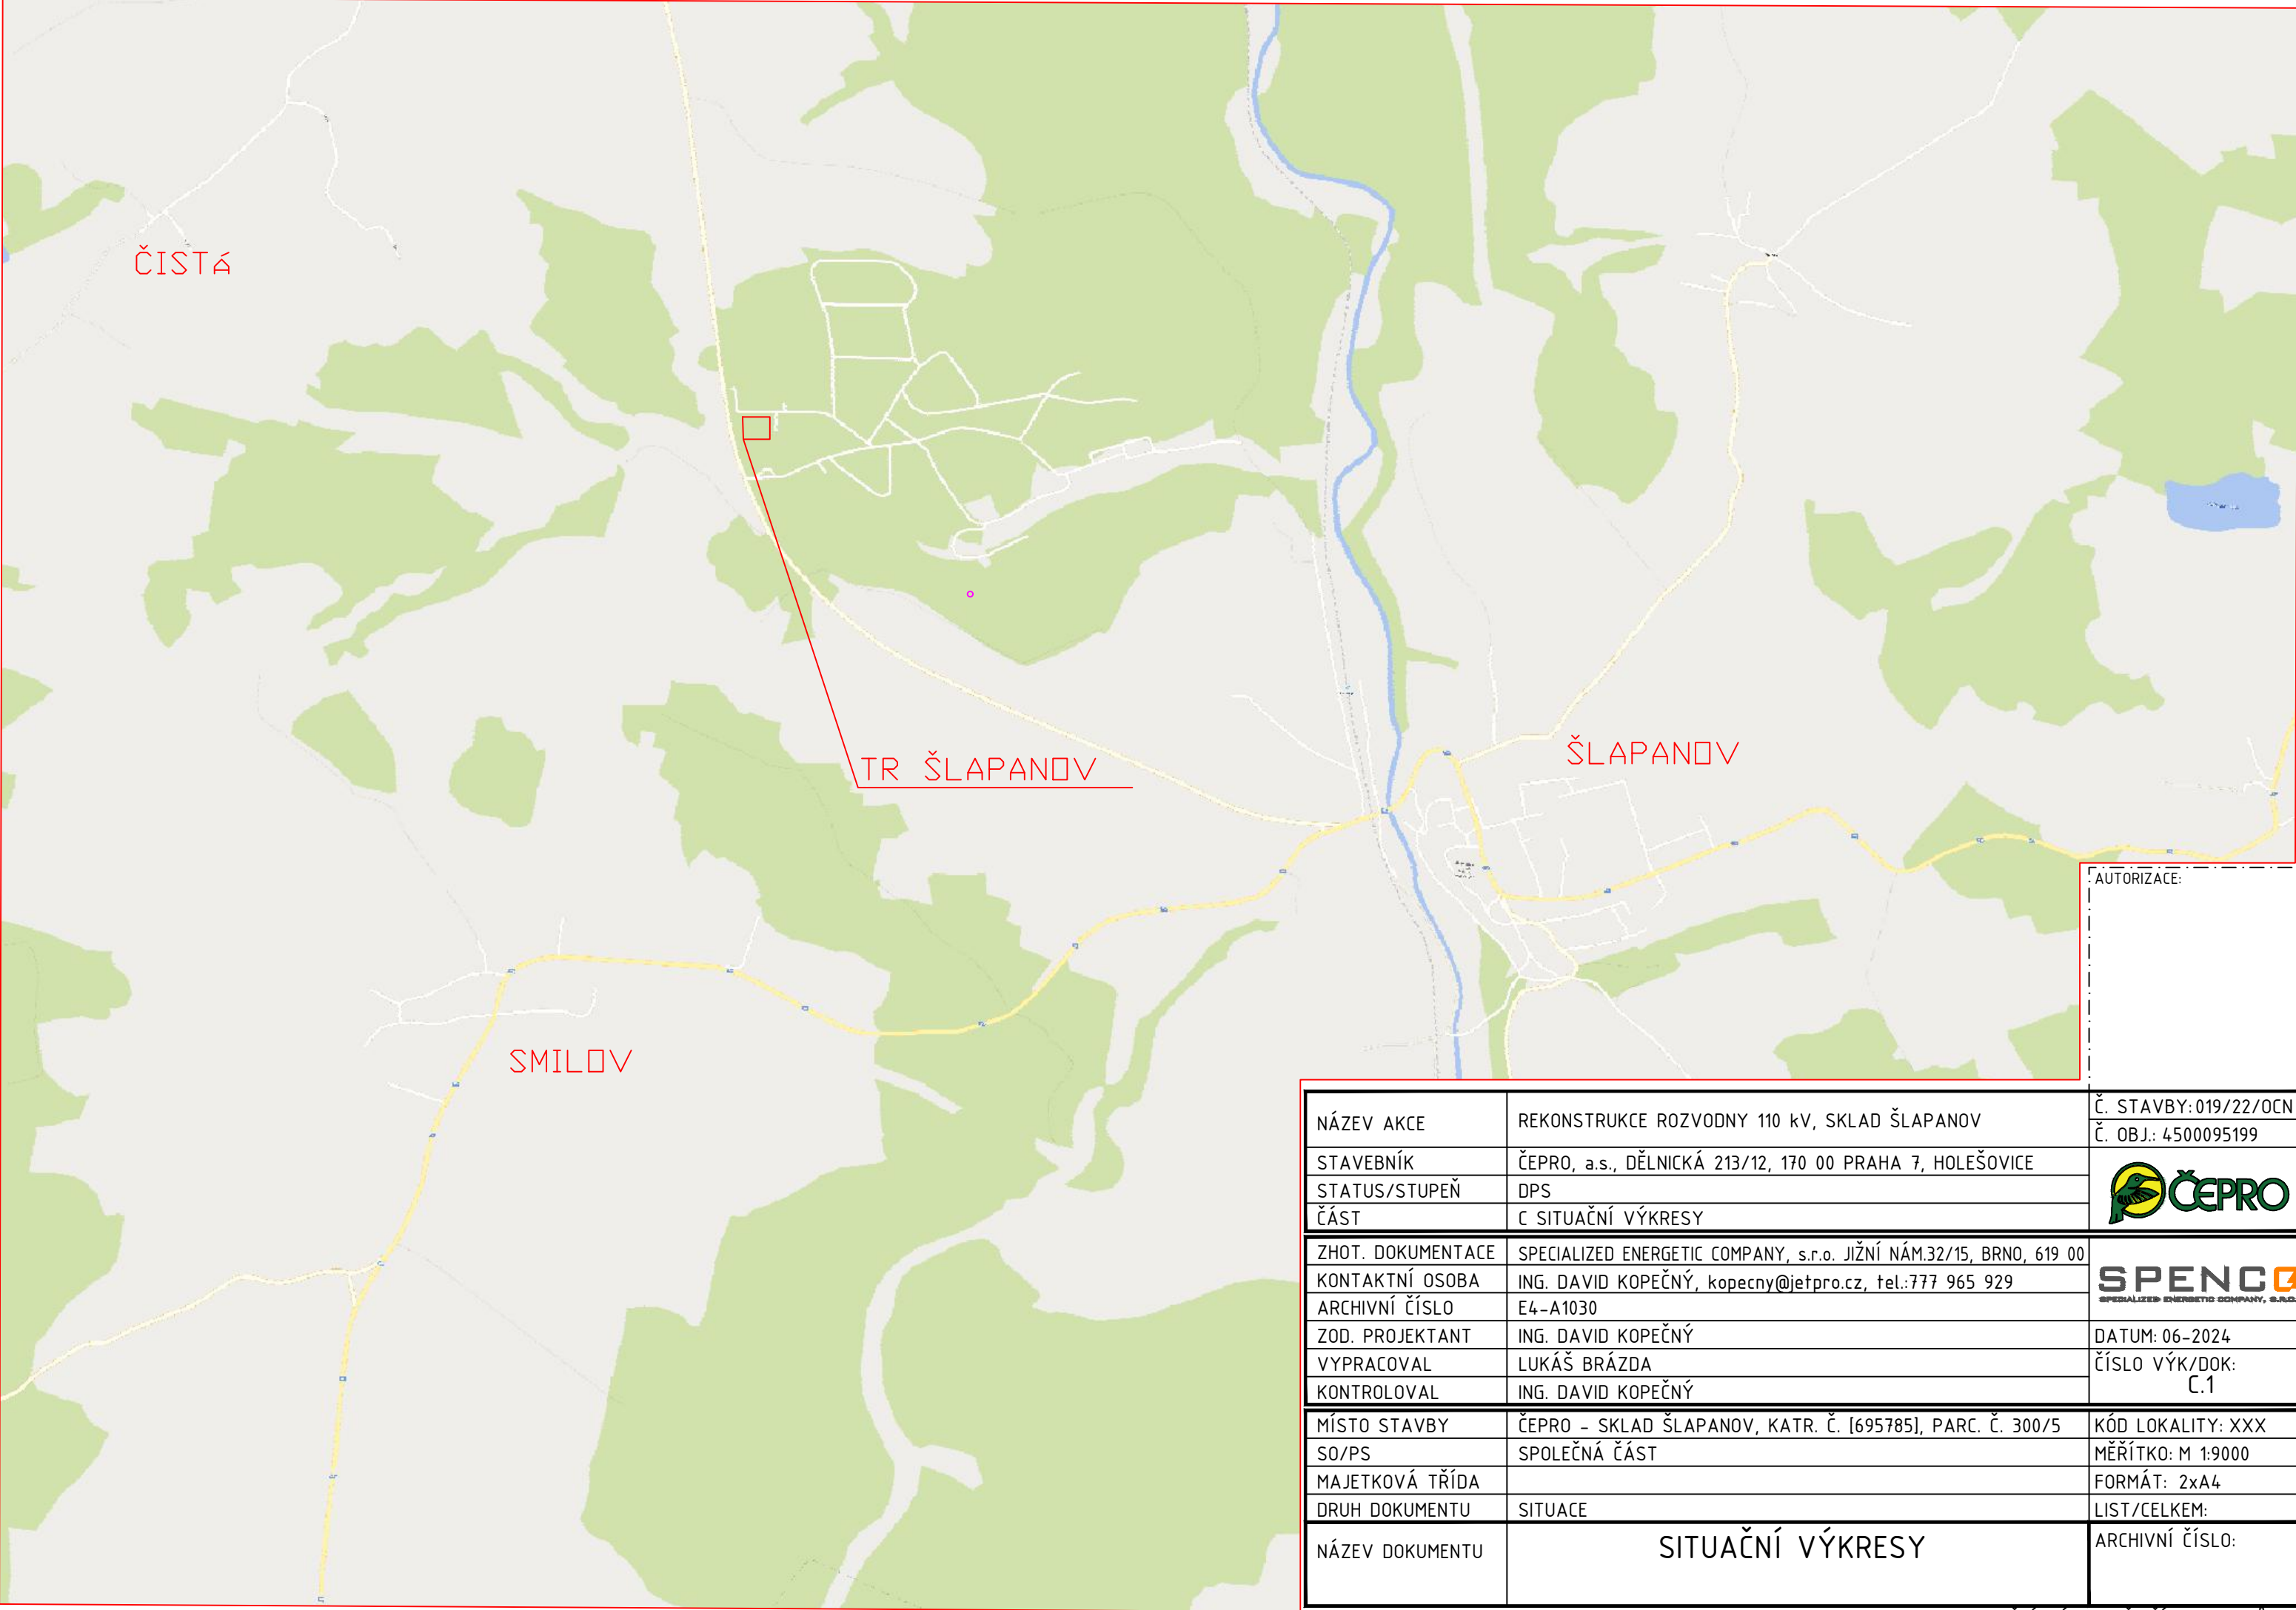 ČISTÁ
TR ŠLAPANOV
ŠLAPANOV
SMILOV
AUTORIZACE:
NÁZEV AKCE REKONSTRUKCE ROZVODNY 110 kV, SKLAD ŠLAPANOV Č. STAVBY: 019/22/OCN
Č. OBJ.: 4500095199
STAVEBNÍK ČEPRO, a.s., DĚLNICKÁ 213/12, 170 00 PRAHA 7, HOLEŠOVICE
STATUS/STUPEŇ DPS
ČEPRO
ČÁST C SITUAČNÍ VÝKRESY
ZHOT. DOKUMENTACE SPECIALIZED ENERGETIC COMPANY, s.r.o. JIŽNÍ NÁM.32/15, BRNO, 619 00
KONTAKTNÍ OSOBA ING. DAVID KOPEČNÝ, kopecny@jetpro.cz, tel.:777 965 929
SPENCO
SPECIALIZED ENERGETIC COMPANY, S.R.O.
ARCHIVNÍ ČÍSLO E4-A1030
ZOD. PROJEKTANT ING. DAVID KOPEČNÝ DATUM: 06-2024
VYPRACOVAL LUKÁŠ BRÁZDA ČÍSLO VÝK/DOK:
C.1
KONTROLOVAL ING. DAVID KOPEČNÝ
MÍSTO STAVBY ČEPRO - SKLAD ŠLAPANOV, KATR. Č. [695785], PARC. Č. 300/5 KÓD LOKALITY: XXX
SO/PS SPOLEČNÁ ČÁST MĚŘÍTKO: M 1:9000
MAJETKOVÁ TŘÍDA FORMÁT: 2xA4
DRUH DOKUMENTU SITUACE LIST/CELKEM:
NÁZEV DOKUMENTU SITUAČNÍ VÝKRESY ARCHIVNÍ ČÍSLO: